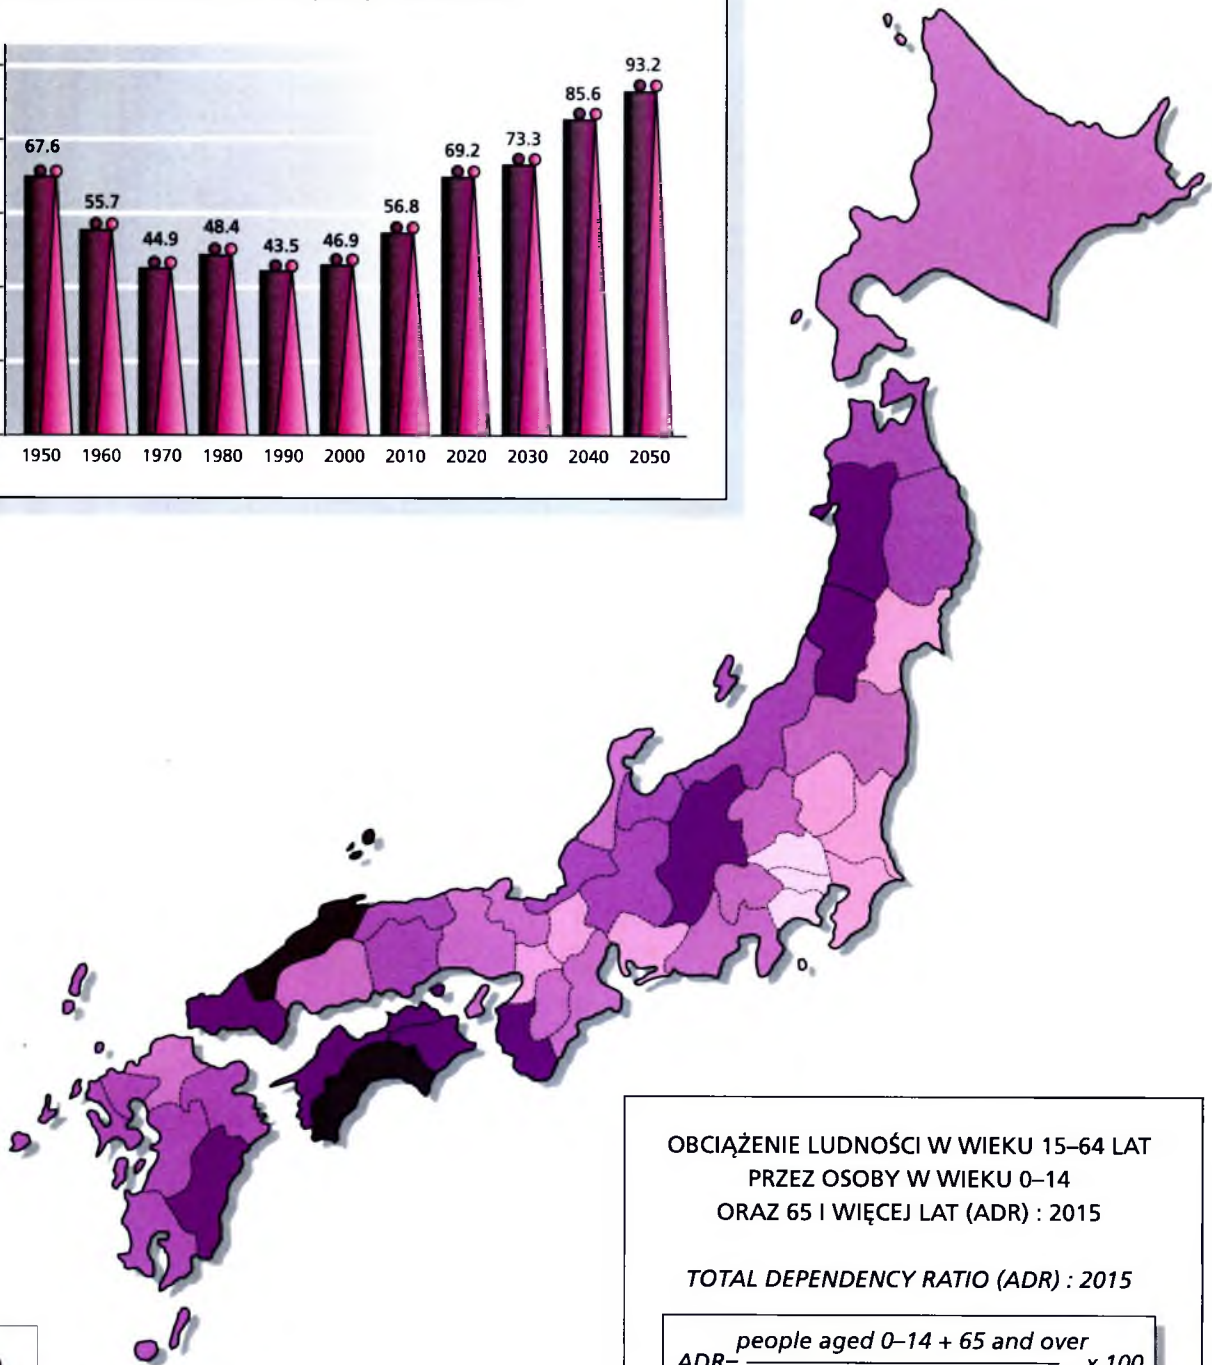 67.6
55.7
44.9
48.4
43.5
46.9
56.8
69.2
73.3
85.6
93.2
1950 1960 1970 1980 1990 2000 2010 2020 2030 2040 2050
OBCIĄŻENIE LUDNOŚCI W WIEKU 15–64 LAT
PRZEZ OSOBY W WIEKU 0–14
ORAZ 65 I WIĘCEJ LAT (ADR) : 2015
TOTAL DEPENDENCY RATIO (ADR) : 2015
people aged 0–14 + 65 and over
ADR= x 100